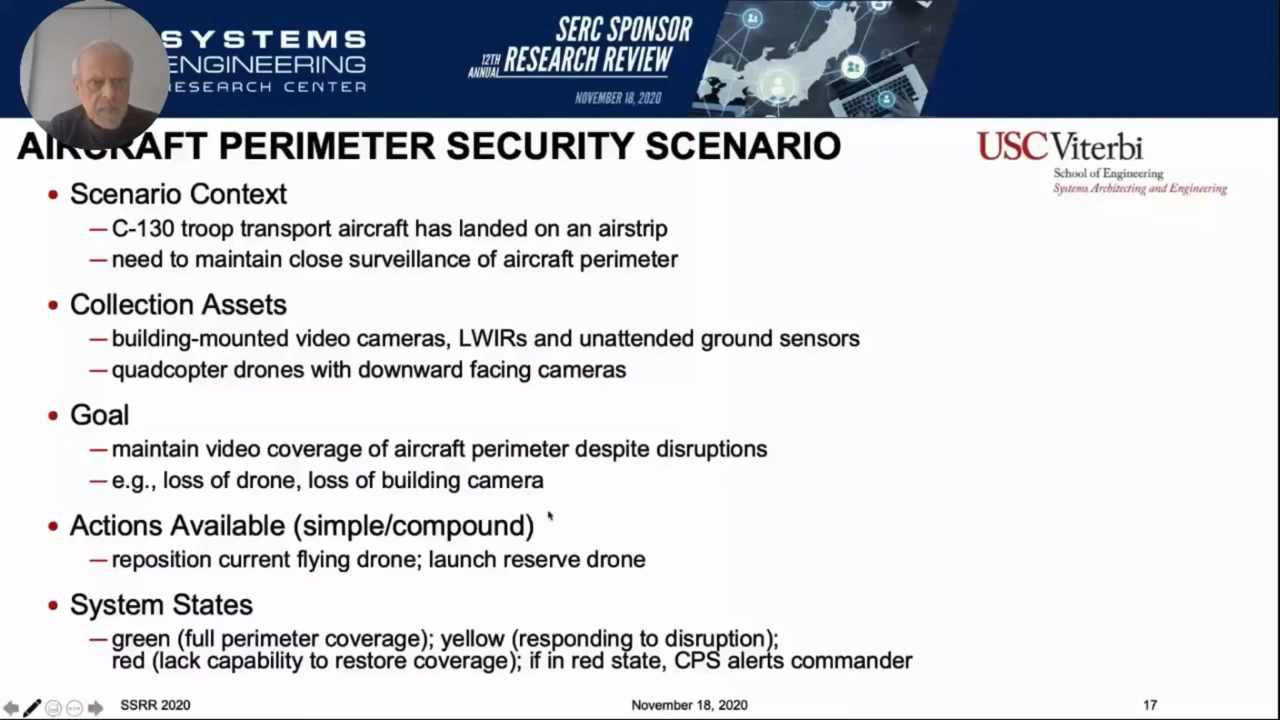 SYSTEMS
ENGINEERING
RESEARCH CENTER
SERC SPONSOR
12TH ANNUAL RESEARCH REVIEW
NOVEMBER 18, 2020
AIRCRAFT PERIMETER SECURITY SCENARIO
USC Viterbi
School of Engineering
Systems Architecting and Engineering
• Scenario Context
— C-130 troop transport aircraft has landed on an airstrip
— need to maintain close surveillance of aircraft perimeter
• Collection Assets
— building-mounted video cameras, LWIRs and unattended ground sensors
— quadcopter drones with downward facing cameras
• Goal
— maintain video coverage of aircraft perimeter despite disruptions
— e.g., loss of drone, loss of building camera
• Actions Available (simple/compound)
— reposition current flying drone; launch reserve drone
• System States
— green (full perimeter coverage); yellow (responding to disruption);
red (lack capability to restore coverage); if in red state, CPS alerts commander
SSRR 2020
November 18, 2020
17